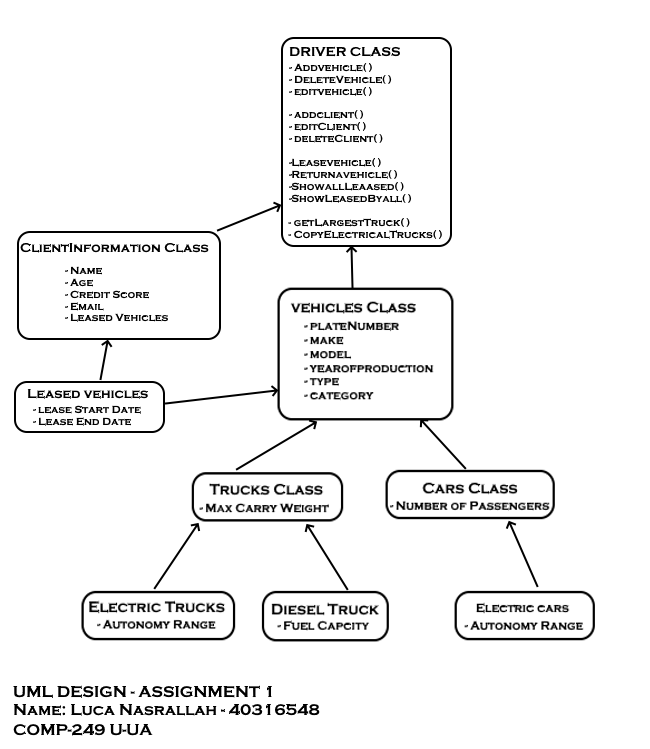 DRIVER CLASS
- ADDVEHICLE()
- DELETEVEHICLE()
- EDITVEHICLE()
- ADDCLIENT()
- EDITCLIENT()
- DELETECLIENT()
-LEASEVEHICLE()
-RETURNAVEHICLE()
-SHOWALLLEAASED()
-SHOWLEASEDBYALL()
- GETLARGESTTRUCK()
- COPYELECTRICALTRUCKS()
CLIENTINFORMATION CLASS
- NAME
- AGE
- CREDIT SCORE
- EMAIL
- LEASED VEHICLES
VEHICLES CLASS
- PLATENUMBER
- MAKE
- MODEL
- YEAROFPRODUCTION
- TYPE
- CATEGORY
LEASED VEHICLES
- LEASE START DATE
- LEASE END DATE
TRUCKS CLASS
- MAX CARRY WEIGHT
CARS CLASS
- NUMBER OF PASSENGERS
ELECTRIC TRUCKS
- AUTONOMY RANGE
DIESEL TRUCK
- FUEL CAPCITY
ELECTRIC CARS
- AUTONOMY RANGE
UML DESIGN - ASSIGNMENT 1
NAME: LUCA NASRALLAH - 40316548
COMP-249 U-UA